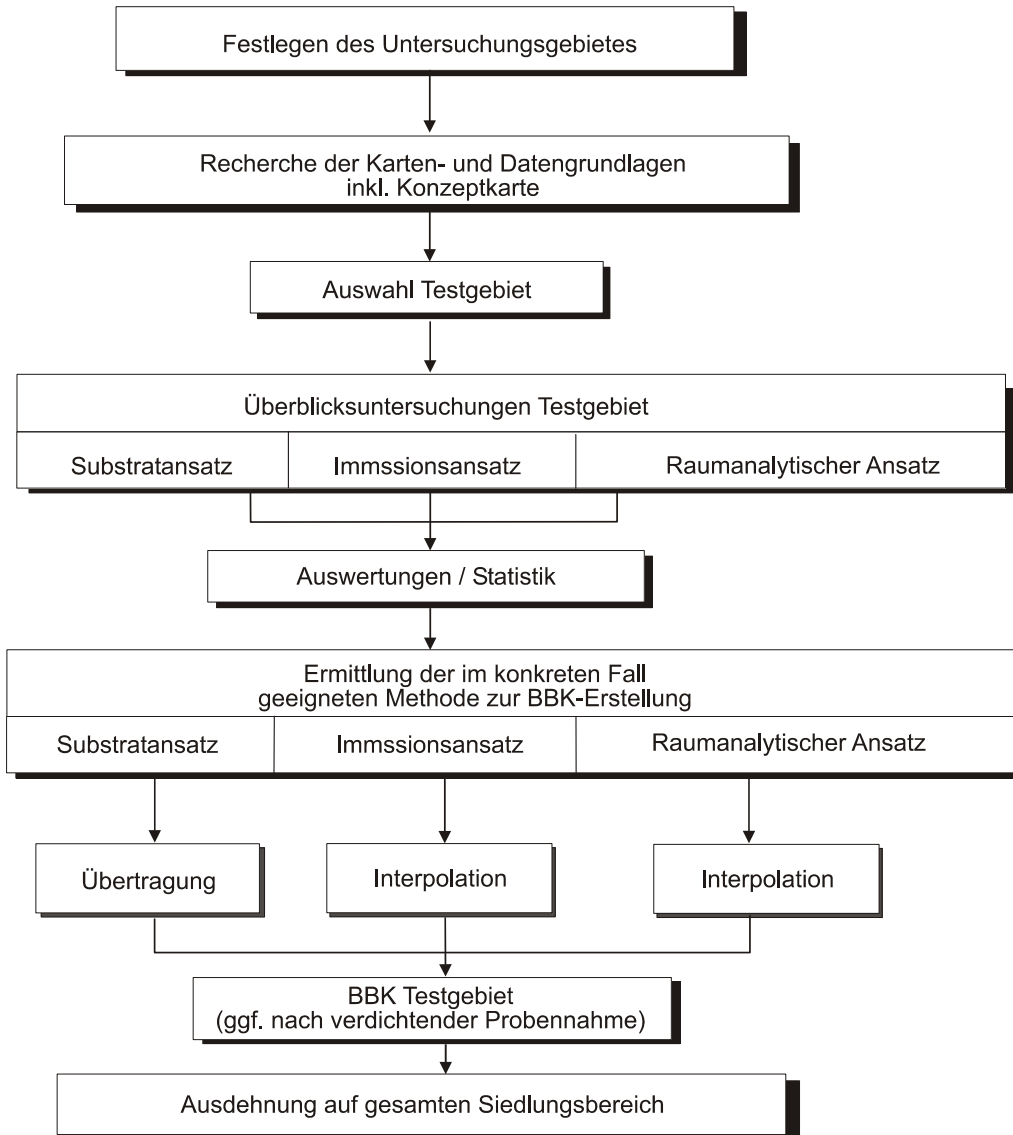 Festlegen des Untersuchungsgebietes
Recherche der Karten- und Datengrundlagen
inkl. Konzeptkarte
Auswahl Testgebiet
Überblicksuntersuchungen Testgebiet
Substratansatz
Immssionsansatz
Raumanalytischer Ansatz
Auswertungen / Statistik
Ermittlung der im konkreten Fall
geeigneten Methode zur BBK-Erstellung
Substratansatz
Immssionsansatz
Raumanalytischer Ansatz
Übertragung
Interpolation
Interpolation
BBK Testgebiet
(ggf. nach verdichtender Probennahme)
Ausdehnung auf gesamten Siedlungsbereich